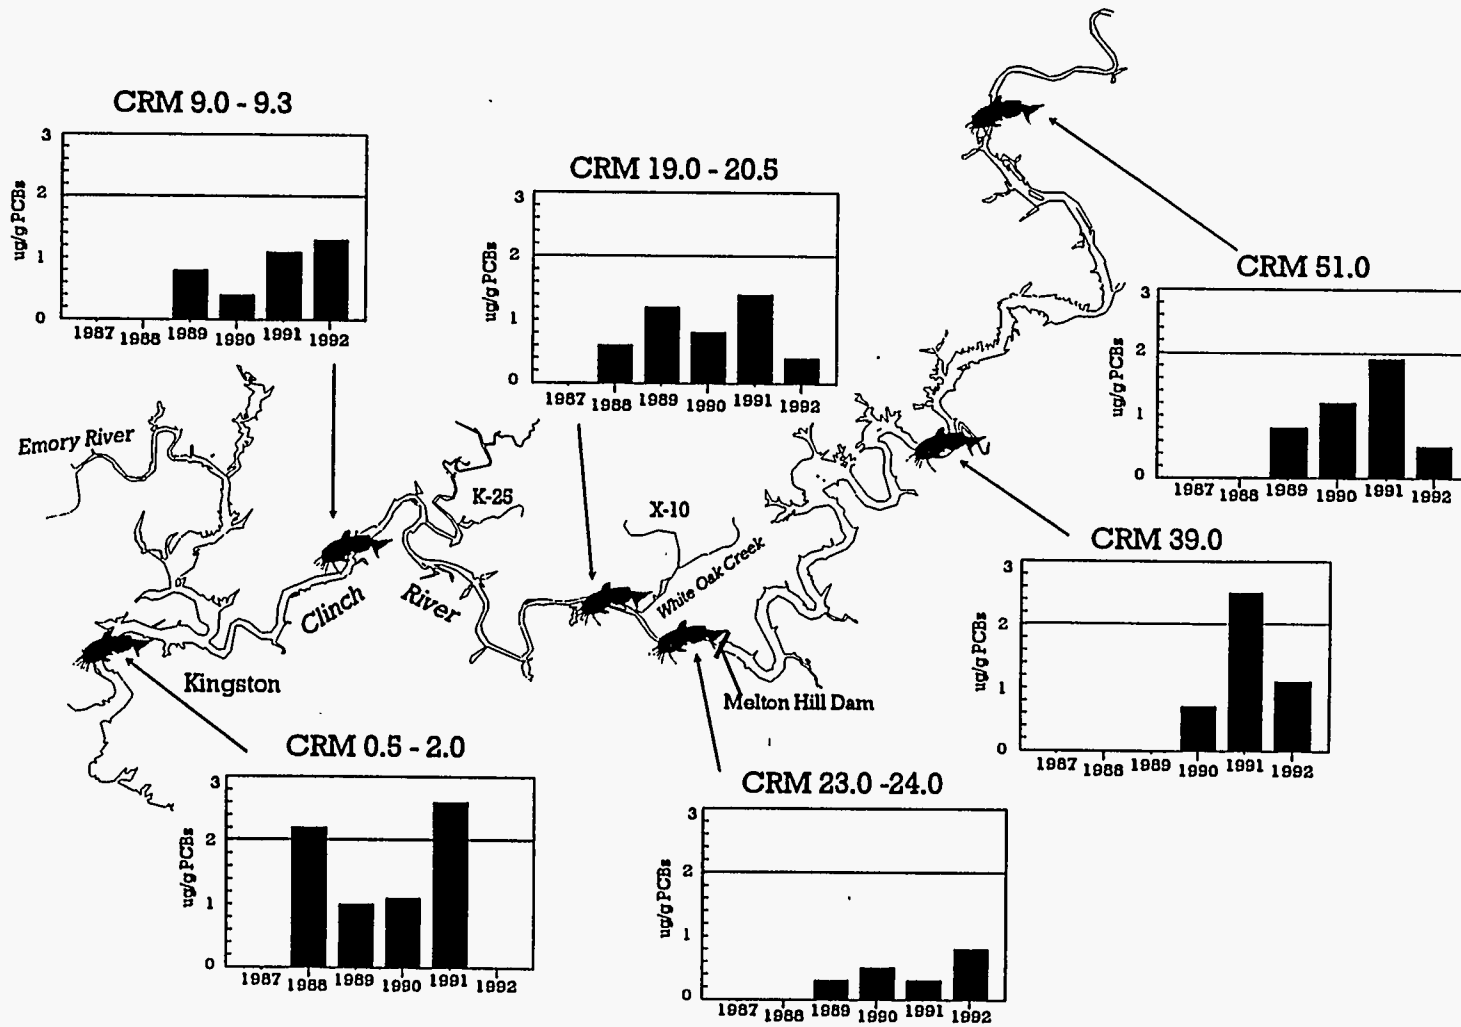 CRM 9.0 - 9.3
3
2
1
0
ug/g PCBs
1987 1988 1989 1990 1991 1992
CRM 19.0 - 20.5
3
2
1
0
ug/g PCBs
1987 1988 1989 1990 1991 1992
CRM 51.0
3
2
1
0
ug/g PCBs
1987 1988 1989 1990 1991 1992
Emory River
K-25
X-10
White Oak Creek
Clinch River
Kingston
Melton Hill Dam
CRM 39.0
3
2
1
0
ug/g PCBs
1987 1988 1989 1990 1991 1992
CRM 0.5 - 2.0
3
2
1
0
ug/g PCBs
1987 1988 1989 1990 1991 1992
CRM 23.0 -24.0
3
2
1
0
ug/g PCBs
1987 1988 1989 1990 1991 1992